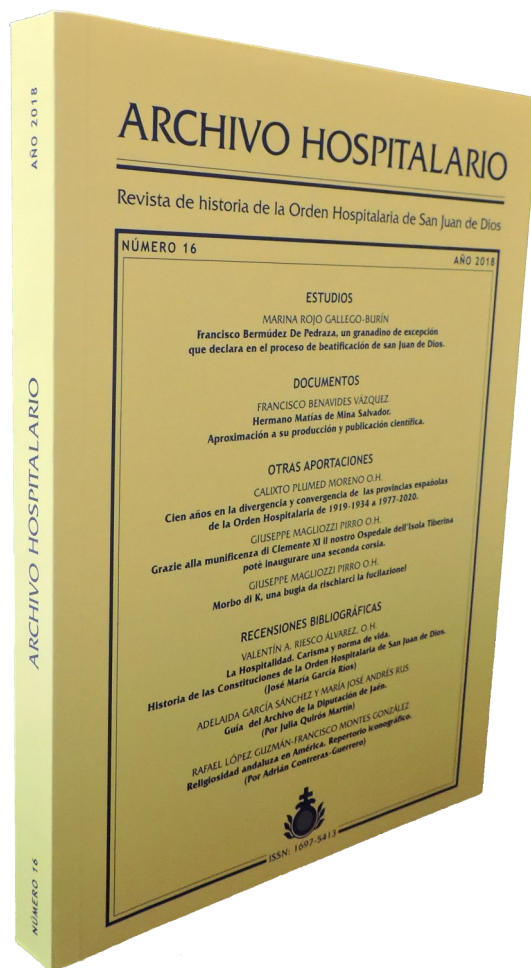 ARCHIVO HOSPITALARIO
Revista de historia de la Orden Hospitalaria de San Juan de Dios
NÚMERO 16
AÑO 2018
ESTUDIOS
MARINA ROJO GALLEGO-BURÍN
Francisco Bermúdez De Pedraza, un granadino de excepción
que declara en el proceso de beatificación de san Juan de Dios.
DOCUMENTOS
FRANCISCO BENAVIDES VÁZQUEZ
Hermano Matías de Mina Salvador.
Aproximación a su producción y publicación científica.
OTRAS APORTACIONES
CALIXTO PLUMED MORENO O.H.
Cien años en la divergencia y convergencia de las provincias españolas
de la Orden Hospitalaria de 1919-1934 a 1977-2020.
GIUSEPPE MAGLIOZZI PIRRO O.H.
Grazie alla munificenza di Clemente XI il nostro Ospedale dell'Isola Tiberina
potè inaugurare una seconda corsia.
GIUSEPPE MAGLIOZZI PIRRO O.H.
Morbo di K, una bugia da rischiarci la fucilazione!
RECENSIONES BIBLIOGRÁFICAS
VALENTÍN A. RIESCO ÁLVAREZ, O.H.
La Hospitalidad. Carisma y norma de vida.
Historia de las Constituciones de la Orden Hospitalaria de San Juan de Dios.
(José María García Ríos)
ADELAIDA GARCÍA SÁNCHEZ Y MARÍA JOSÉ ANDRÉS RUS
Guía del Archivo de la Diputación de Jaén.
(Por Julia Quirós Martín)
RAFAEL LÓPEZ GUZMÁN-FRANCISCO MONTES GONZÁLEZ
Religiosidad andaluza en América. Repertorio iconográfico.
(Por Adrián Contreras-Guerrero)
ISSN: 1697-5413
AÑO 2018
ARCHIVO HOSPITALARIO
NÚMERO 16